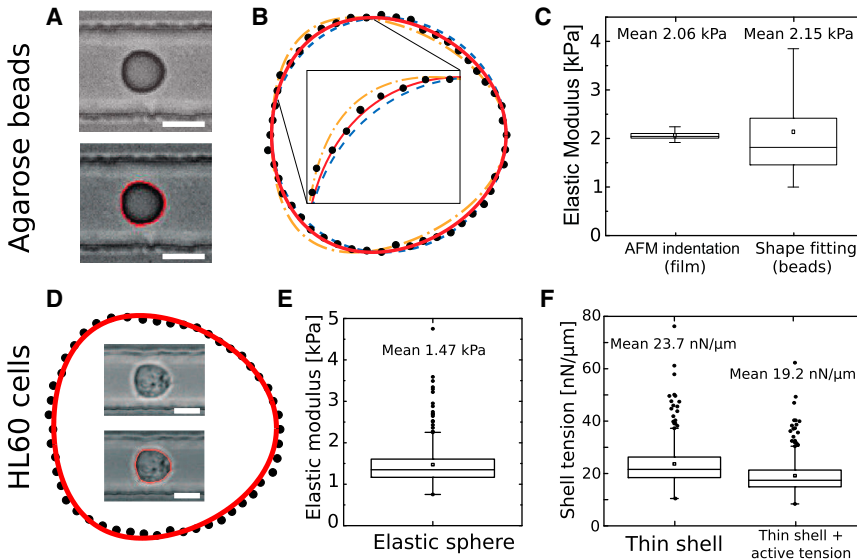 A
B
C
Agarose beads
Elastic Modulus [kPa]
4
3
2
1
0
Mean 2.06 kPa
Mean 2.15 kPa
AFM indentation
(film)
Shape fitting
(beads)
D
E
F
HL60 cells
Elastic modulus [kPa]
5
4
3
2
1
0
Mean 1.47 kPa
Elastic sphere
Shell tension [nN/µm]
80
60
40
20
0
Mean 23.7 nN/µm
Mean 19.2 nN/µm
Thin shell
Thin shell +
active tension